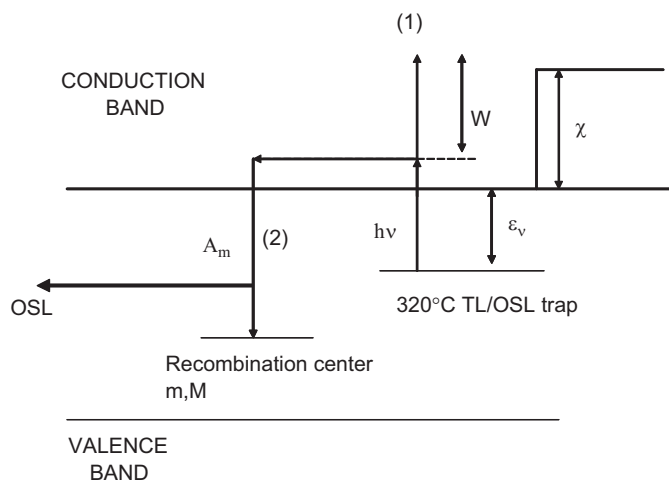 (1)
CONDUCTION
BAND
W
χ
A_m
(2)
hν
ε_ν
OSL
320°C TL/OSL trap
Recombination center
m,M
VALENCE
BAND